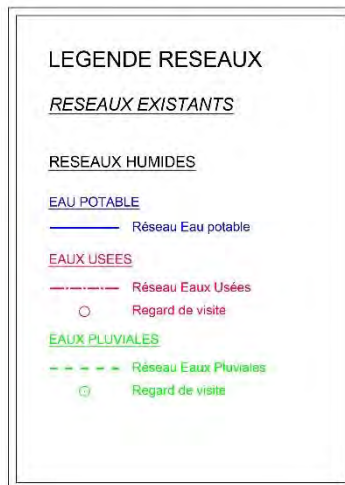 LEGENDE RESEAUX
RESEAUX EXISTANTS
RESEAUX HUMIDES
EAU POTABLE
Réseau Eau potable
EAUX USEES
Réseau Eaux Usées
Regard de visite
EAUX PLUVIALES
Réseau Eaux Pluviales
Regard de visite